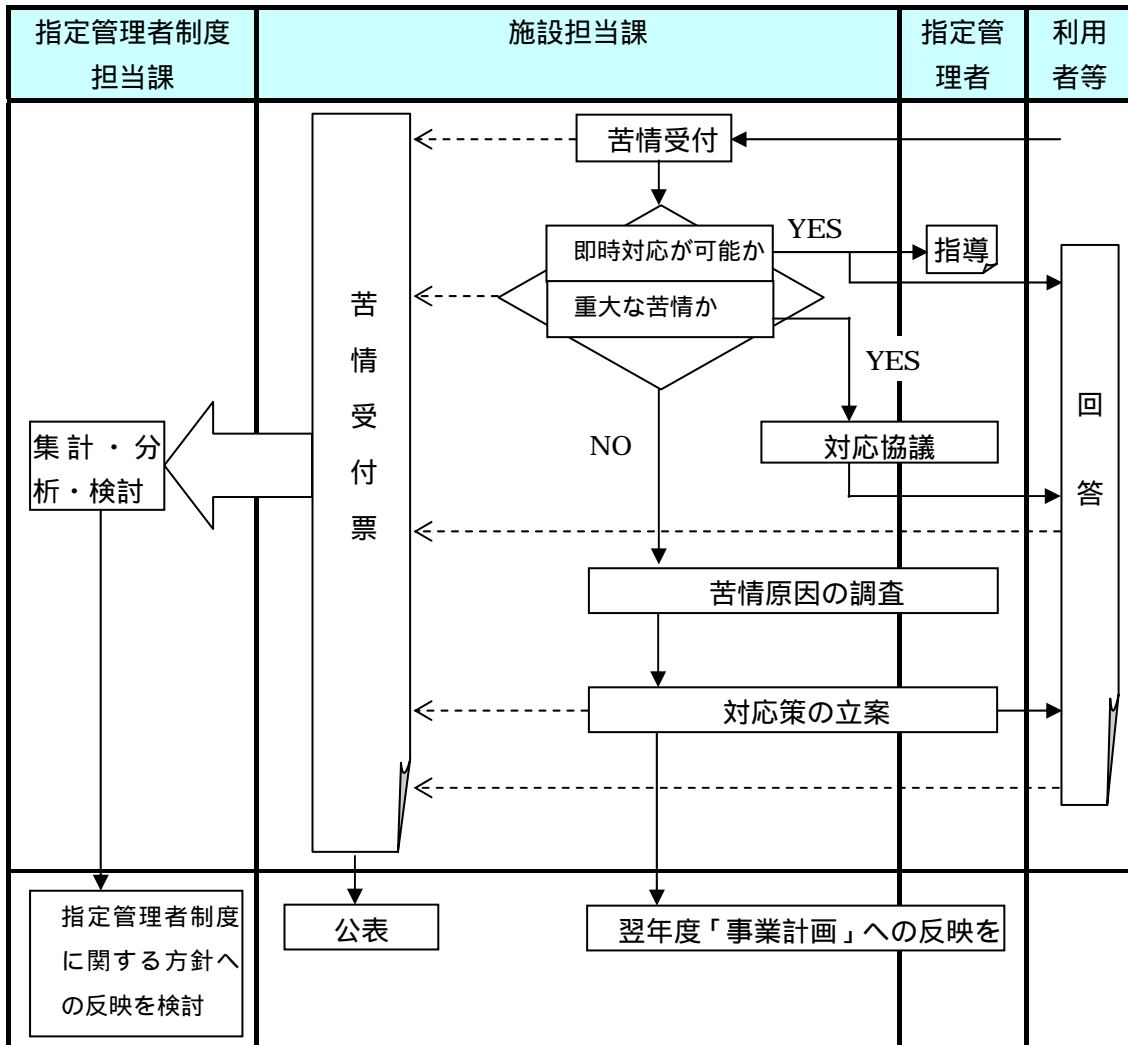 指定管理者制度
担当課
施設担当課
指定管
理者
利用
者等
苦情受付
即時対応が可能か
YES
指導
重大な苦情か
YES
苦情受付票
回答
NO
対応協議
集計・分
析・検討
苦情原因の調査
対応策の立案
指定管理者制度
に関する方針へ
の反映を検討
公表
翌年度「事業計画」への反映を